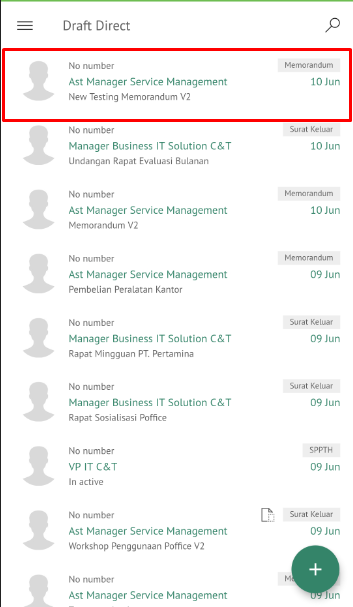 Draft Direct
No number
Memorandum
Ast Manager Service Management
10 Jun
New Testing Memorandum V2
No number
Surat Keluar
Manager Business IT Solution C&T
10 Jun
Undangan Rapat Evaluasi Bulanan
No number
Memorandum
Ast Manager Service Management
10 Jun
Memorandum V2
No number
Memorandum
Ast Manager Service Management
09 Jun
Pembelian Peralatan Kantor
No number
Surat Keluar
Manager Business IT Solution C&T
09 Jun
Rapat Mingguan PT. Pertamina
No number
Surat Keluar
Manager Business IT Solution C&T
09 Jun
Rapat Sosialisasi Poffice
No number
SPPTH
VP IT C&T
09 Jun
In active
No number
Surat Keluar
Ast Manager Service Management
09 Jun
Workshop Penggunaan Poffice V2
No number
Ast Manager Service Management
09 Jun